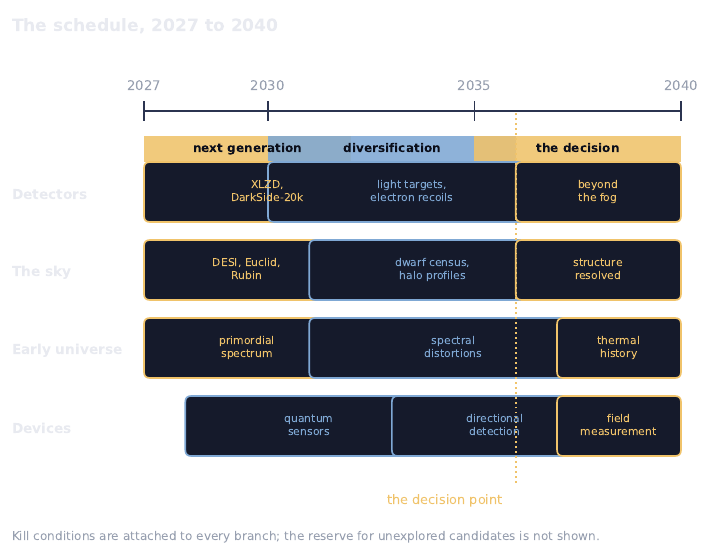 The schedule, 2027 to 2040
2027
2030
2035
2040
next generation
diversification
the decision
Detectors
XLZD,
DarkSide-20k
light targets,
electron recoils
beyond
the fog
The sky
DESI, Euclid,
Rubin
dwarf census,
halo profiles
structure
resolved
Early universe
primordial
spectrum
spectral
distortions
thermal
history
Devices
quantum
sensors
directional
detection
field
measurement
the decision point
Kill conditions are attached to every branch; the reserve for unexplored candidates is not shown.